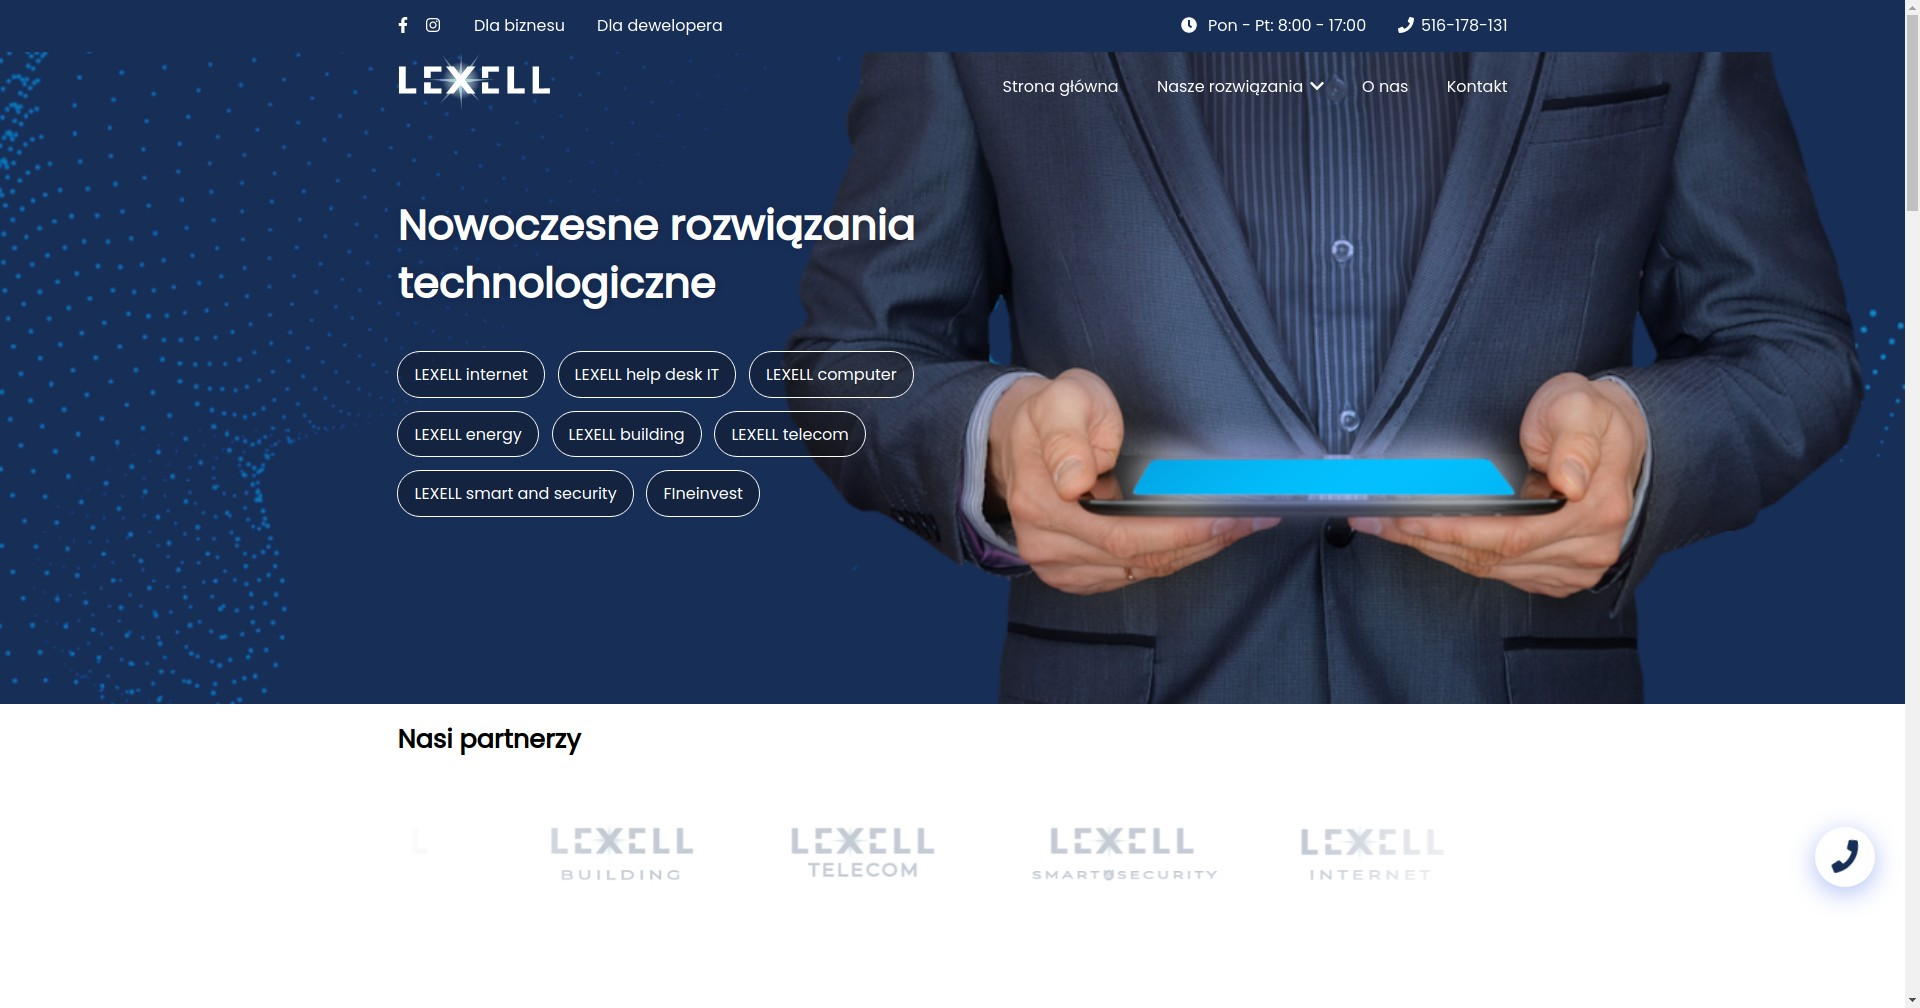 Dla biznesu Dla dewelopera Pon - Pt: 8:00 - 17:00 516-178-131
LEXELL Strona główna Nasze rozwiązania O nas Kontakt
Nowoczesne rozwiązania
technologiczne
LEXELL internet LEXELL help desk IT LEXELL computer
LEXELL energy LEXELL building LEXELL telecom
LEXELL smart and security FIneinvest
Nasi partnerzy
L LEXELL LEXELL LEXELL LEXELL
BUILDING TELECOM SMART SECURITY INTERNET